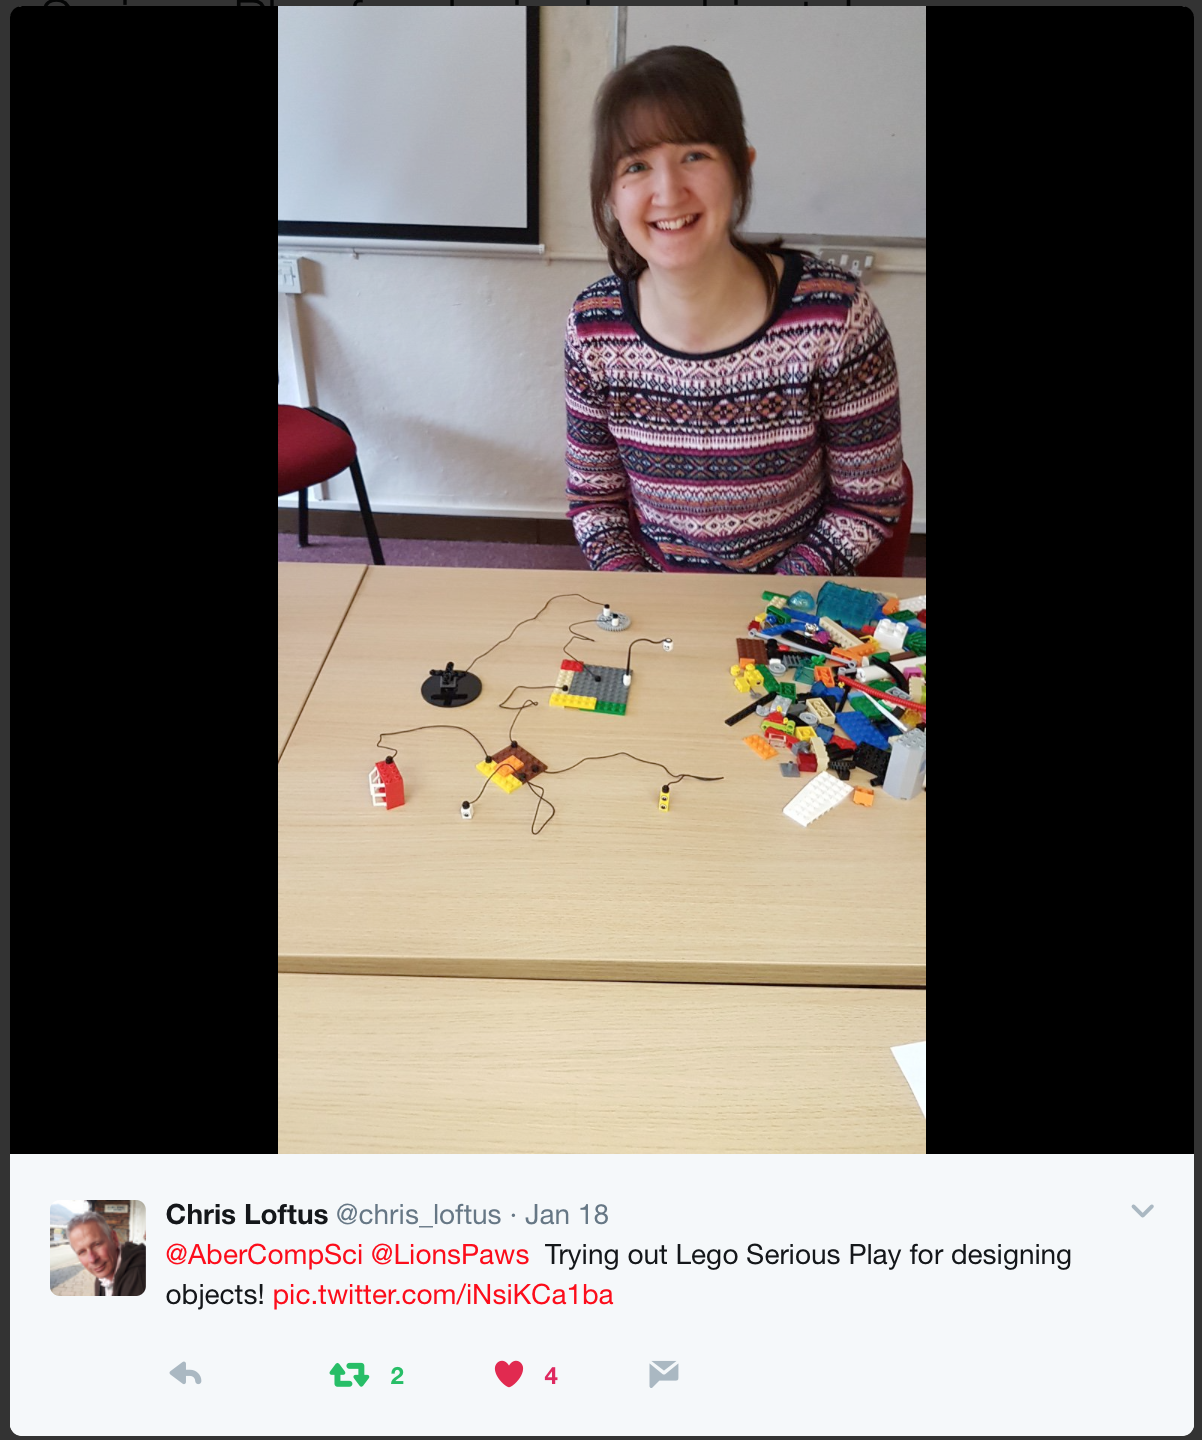 Chris Loftus @chris_loftus · Jan 18
@AberCompSci @LionsPaws Trying out Lego Serious Play for designing
objects! pic.twitter.com/iNsiKCa1ba
2 4